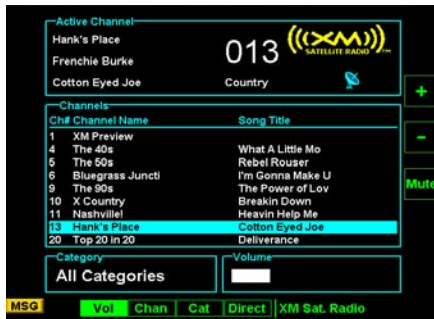 Active Channel
Hank's Place
Frenchie Burke
Cotton Eyed Joe
013
Country
((XM))
SATELLITE RADIO
TM
+
-
Mute
Channels
Ch# Channel Name Song Title
1 XM Preview
4 The 40s What A Little Mo
5 The 50s Rebel Rouser
6 Bluegrass Juncti I'm Gonna Make U
9 The 90s The Power of Lov
10 X Country Breakin Down
11 Nashville! Heavin Help Me
13 Hank's Place Cotton Eyed Joe
20 Top 20 in 20 Deliverance
Category
All Categories
Volume
MSG Vol Chan Cat Direct XM Sat. Radio